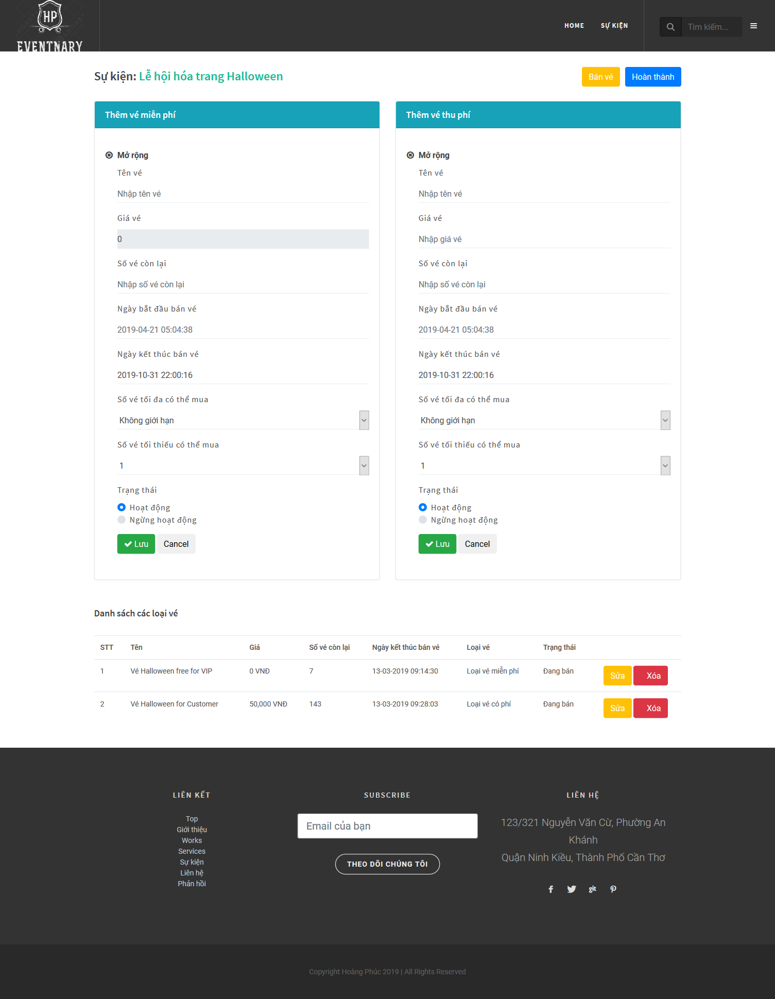 HP
EVENTNARY
HOME
SỰ KIỆN
Tìm kiếm...
Sự kiện: Lễ hội hóa trang Halloween
Bán vé
Hoàn thành
Thêm vé miễn phí
Mở rộng
Tên vé
Nhập tên vé
Giá vé
0
Số vé còn lại
Nhập số vé còn lại
Ngày bắt đầu bán vé
2019-04-21 05:04:38
Ngày kết thúc bán vé
2019-10-31 22:00:16
Số vé tối đa có thể mua
Không giới hạn
Số vé tối thiếu có thể mua
1
Trạng thái
Hoạt động
Ngừng hoạt động
Lưu Cancel
Thêm vé thu phí
Mở rộng
Tên vé
Nhập tên vé
Giá vé
Nhập giá vé
Số vé còn lại
Nhập số vé còn lại
Ngày bắt đầu bán vé
2019-04-21 05:04:38
Ngày kết thúc bán vé
2019-10-31 22:00:16
Số vé tối đa có thể mua
Không giới hạn
Số vé tối thiếu có thể mua
1
Trạng thái
Hoạt động
Ngừng hoạt động
Lưu Cancel
Danh sách các loại vé
STT Tên Giá Số vé còn lại Ngày kết thúc bán vé Loại vé Trạng thái
1 Vé Halloween free for VIP 0 VNĐ 7 13-03-2019 09:14:30 Loại vé miễn phí Đang bán Sửa Xóa
2 Vé Halloween for Customer 50,000 VNĐ 143 13-03-2019 09:28:03 Loại vé có phí Đang bán Sửa Xóa
LIÊN KẾT
Top
Giới thiệu
Works
Services
Sự kiện
Liên hệ
Phản hồi
SUBSCRIBE
Email của bạn
THEO DÕI CHÚNG TÔI
LIÊN HỆ
123/321 Nguyễn Văn Cừ, Phường An
Khánh
Quận Ninh Kiều, Thành Phố Cần Thơ
git
Copyright Hoàng Phúc 2019 | All Rights Reserved